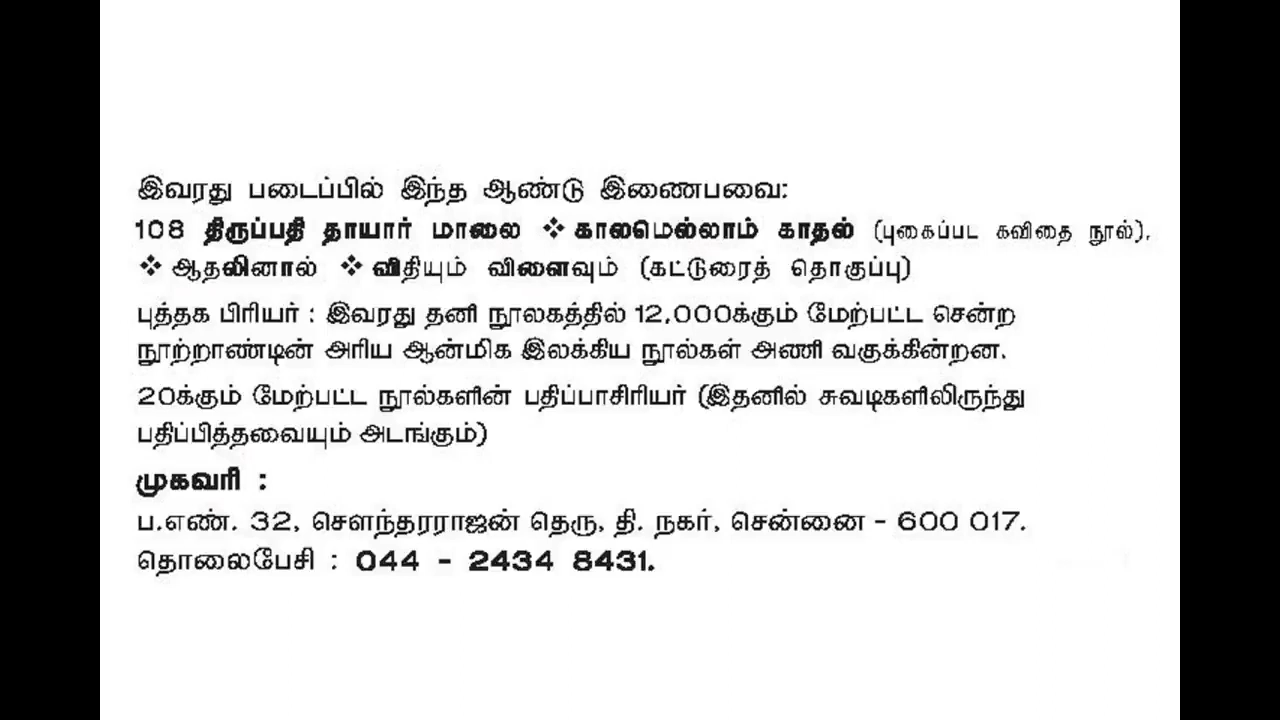 இவரது படைப்பில் இந்த ஆண்டு இணைபவை:
108 திருப்பதி தாயார் மாலை ❖ காலமெல்லாம் காதல் (புகைப்பட கவிதை நூல்),
❖ ஆதலினால் ❖ விதியும் விளைவும் (கட்டுரைத் தொகுப்பு)
புத்தக பிரியர் : இவரது தனி நூலகத்தில் 12,000க்கும் மேற்பட்ட சென்ற
நூற்றாண்டின் அரிய ஆன்மிக இலக்கிய நூல்கள் அணி வகுக்கின்றன.
20க்கும் மேற்பட்ட நூல்களின் பதிப்பாசிரியர் (இதனில் சுவடிகளிலிருந்து
பதிப்பித்தவையும் அடங்கும்)
முகவரி :
ப.எண். 32, சௌந்தரராஜன் தெரு, தி. நகர், சென்னை – 600 017.
தொலைபேசி : 044 – 2434 8431.